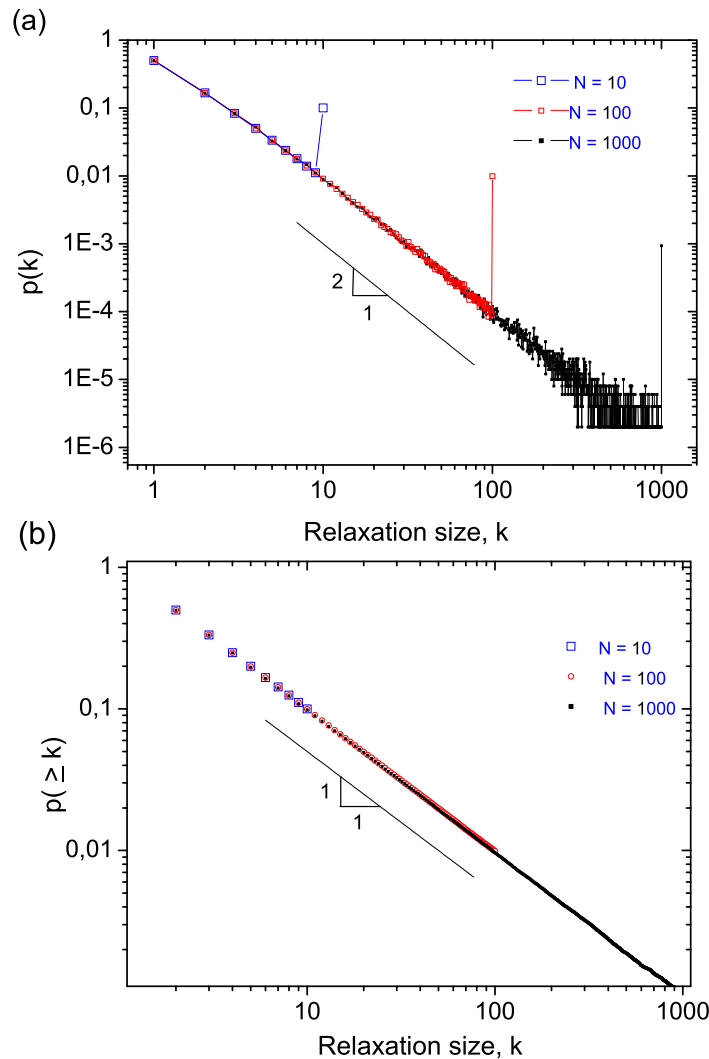 (a)
1
0,1
0,01
1E-3
1E-4
1E-5
1E-6
p(k)
N = 10
N = 100
N = 1000
2
1
1
10
100
1000
Relaxation size, k
(b)
1
0,1
0,01
p( ≥ k)
N = 10
N = 100
N = 1000
1
1
10
100
1000
Relaxation size, k